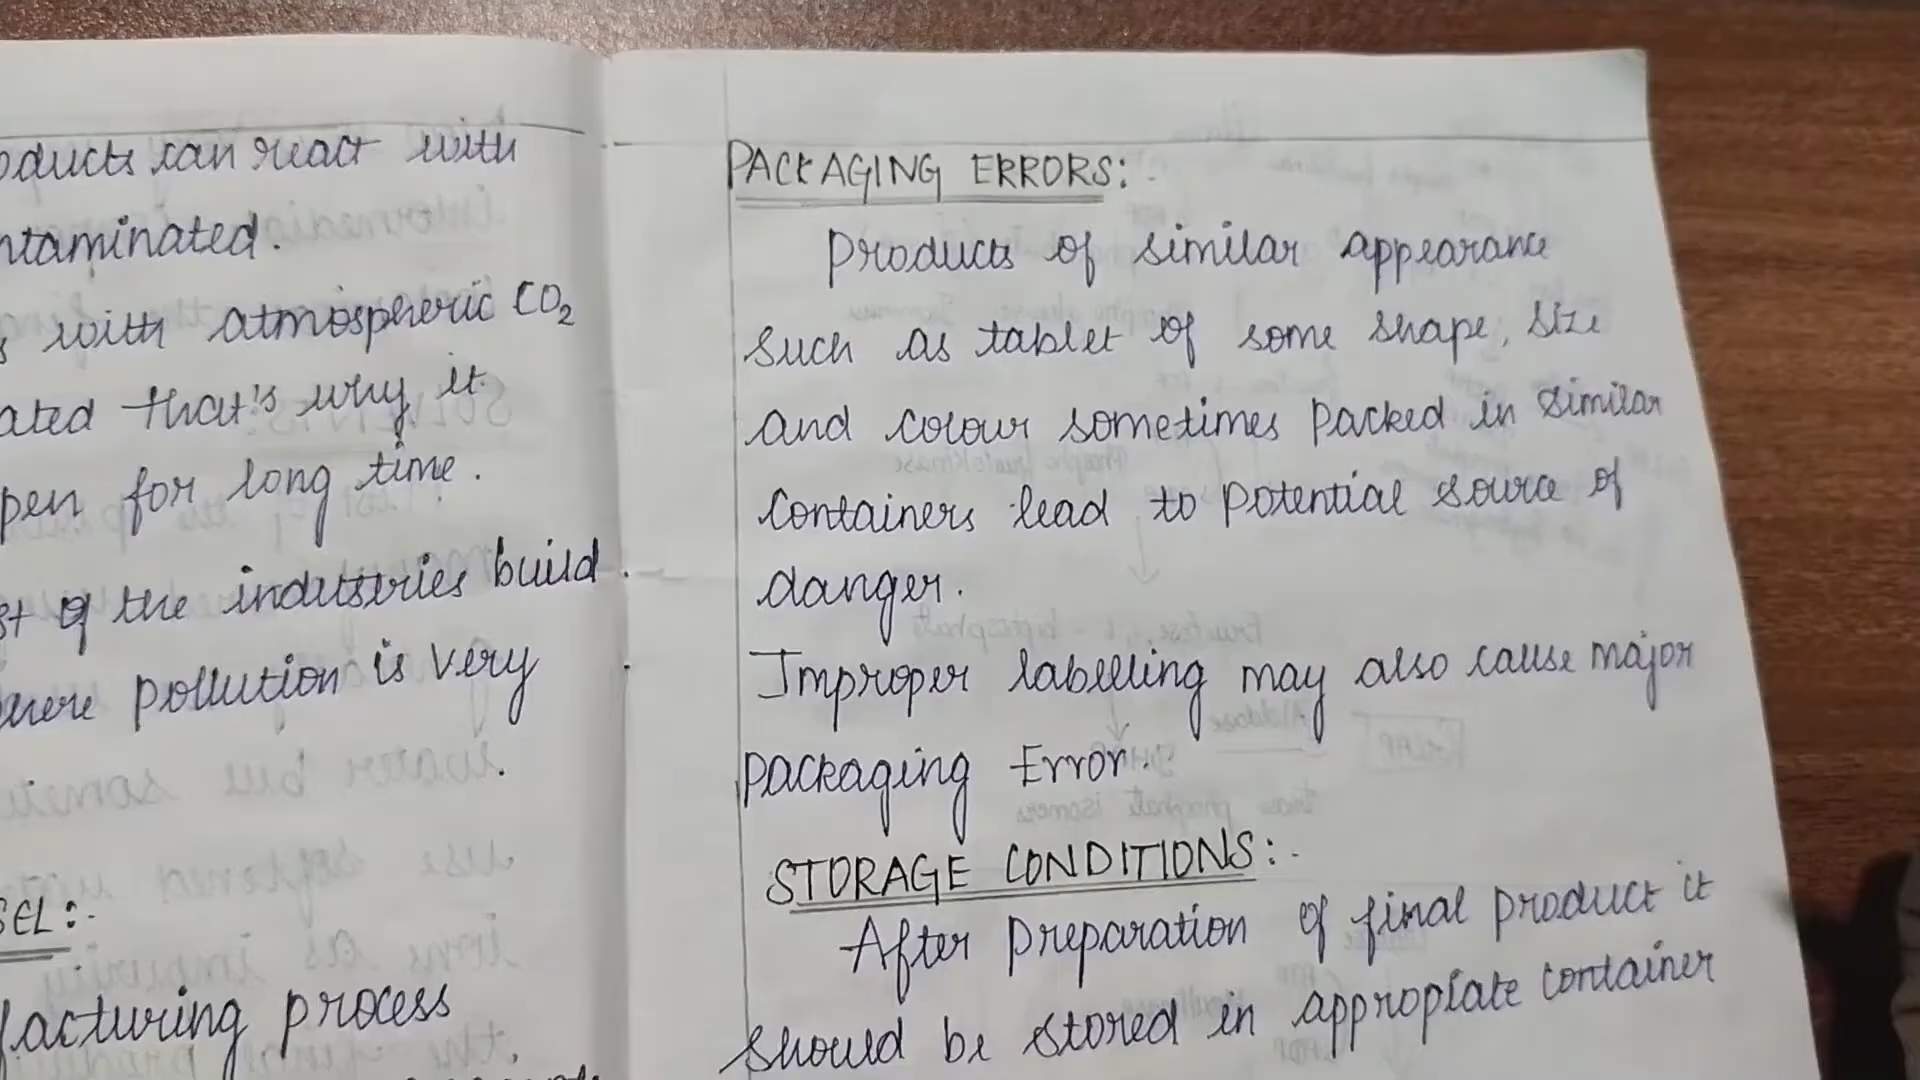 oducts can react with
ntaminated.
s with atmospheric CO₂
ated that's why it
pen for long time.
st of the indutstries build
phere pollution is very
SEL:-
facturing process
PACKAGING ERRORS:-
Products of similar appearance
such as tablet of some shape, size
and colour sometimes packed in similar
containers lead to potential source of
danger.
Improper labelling may also cause major
packaging Error.
STORAGE CONDITIONS:-
After preparation of final product it
should be stored in appropiate container